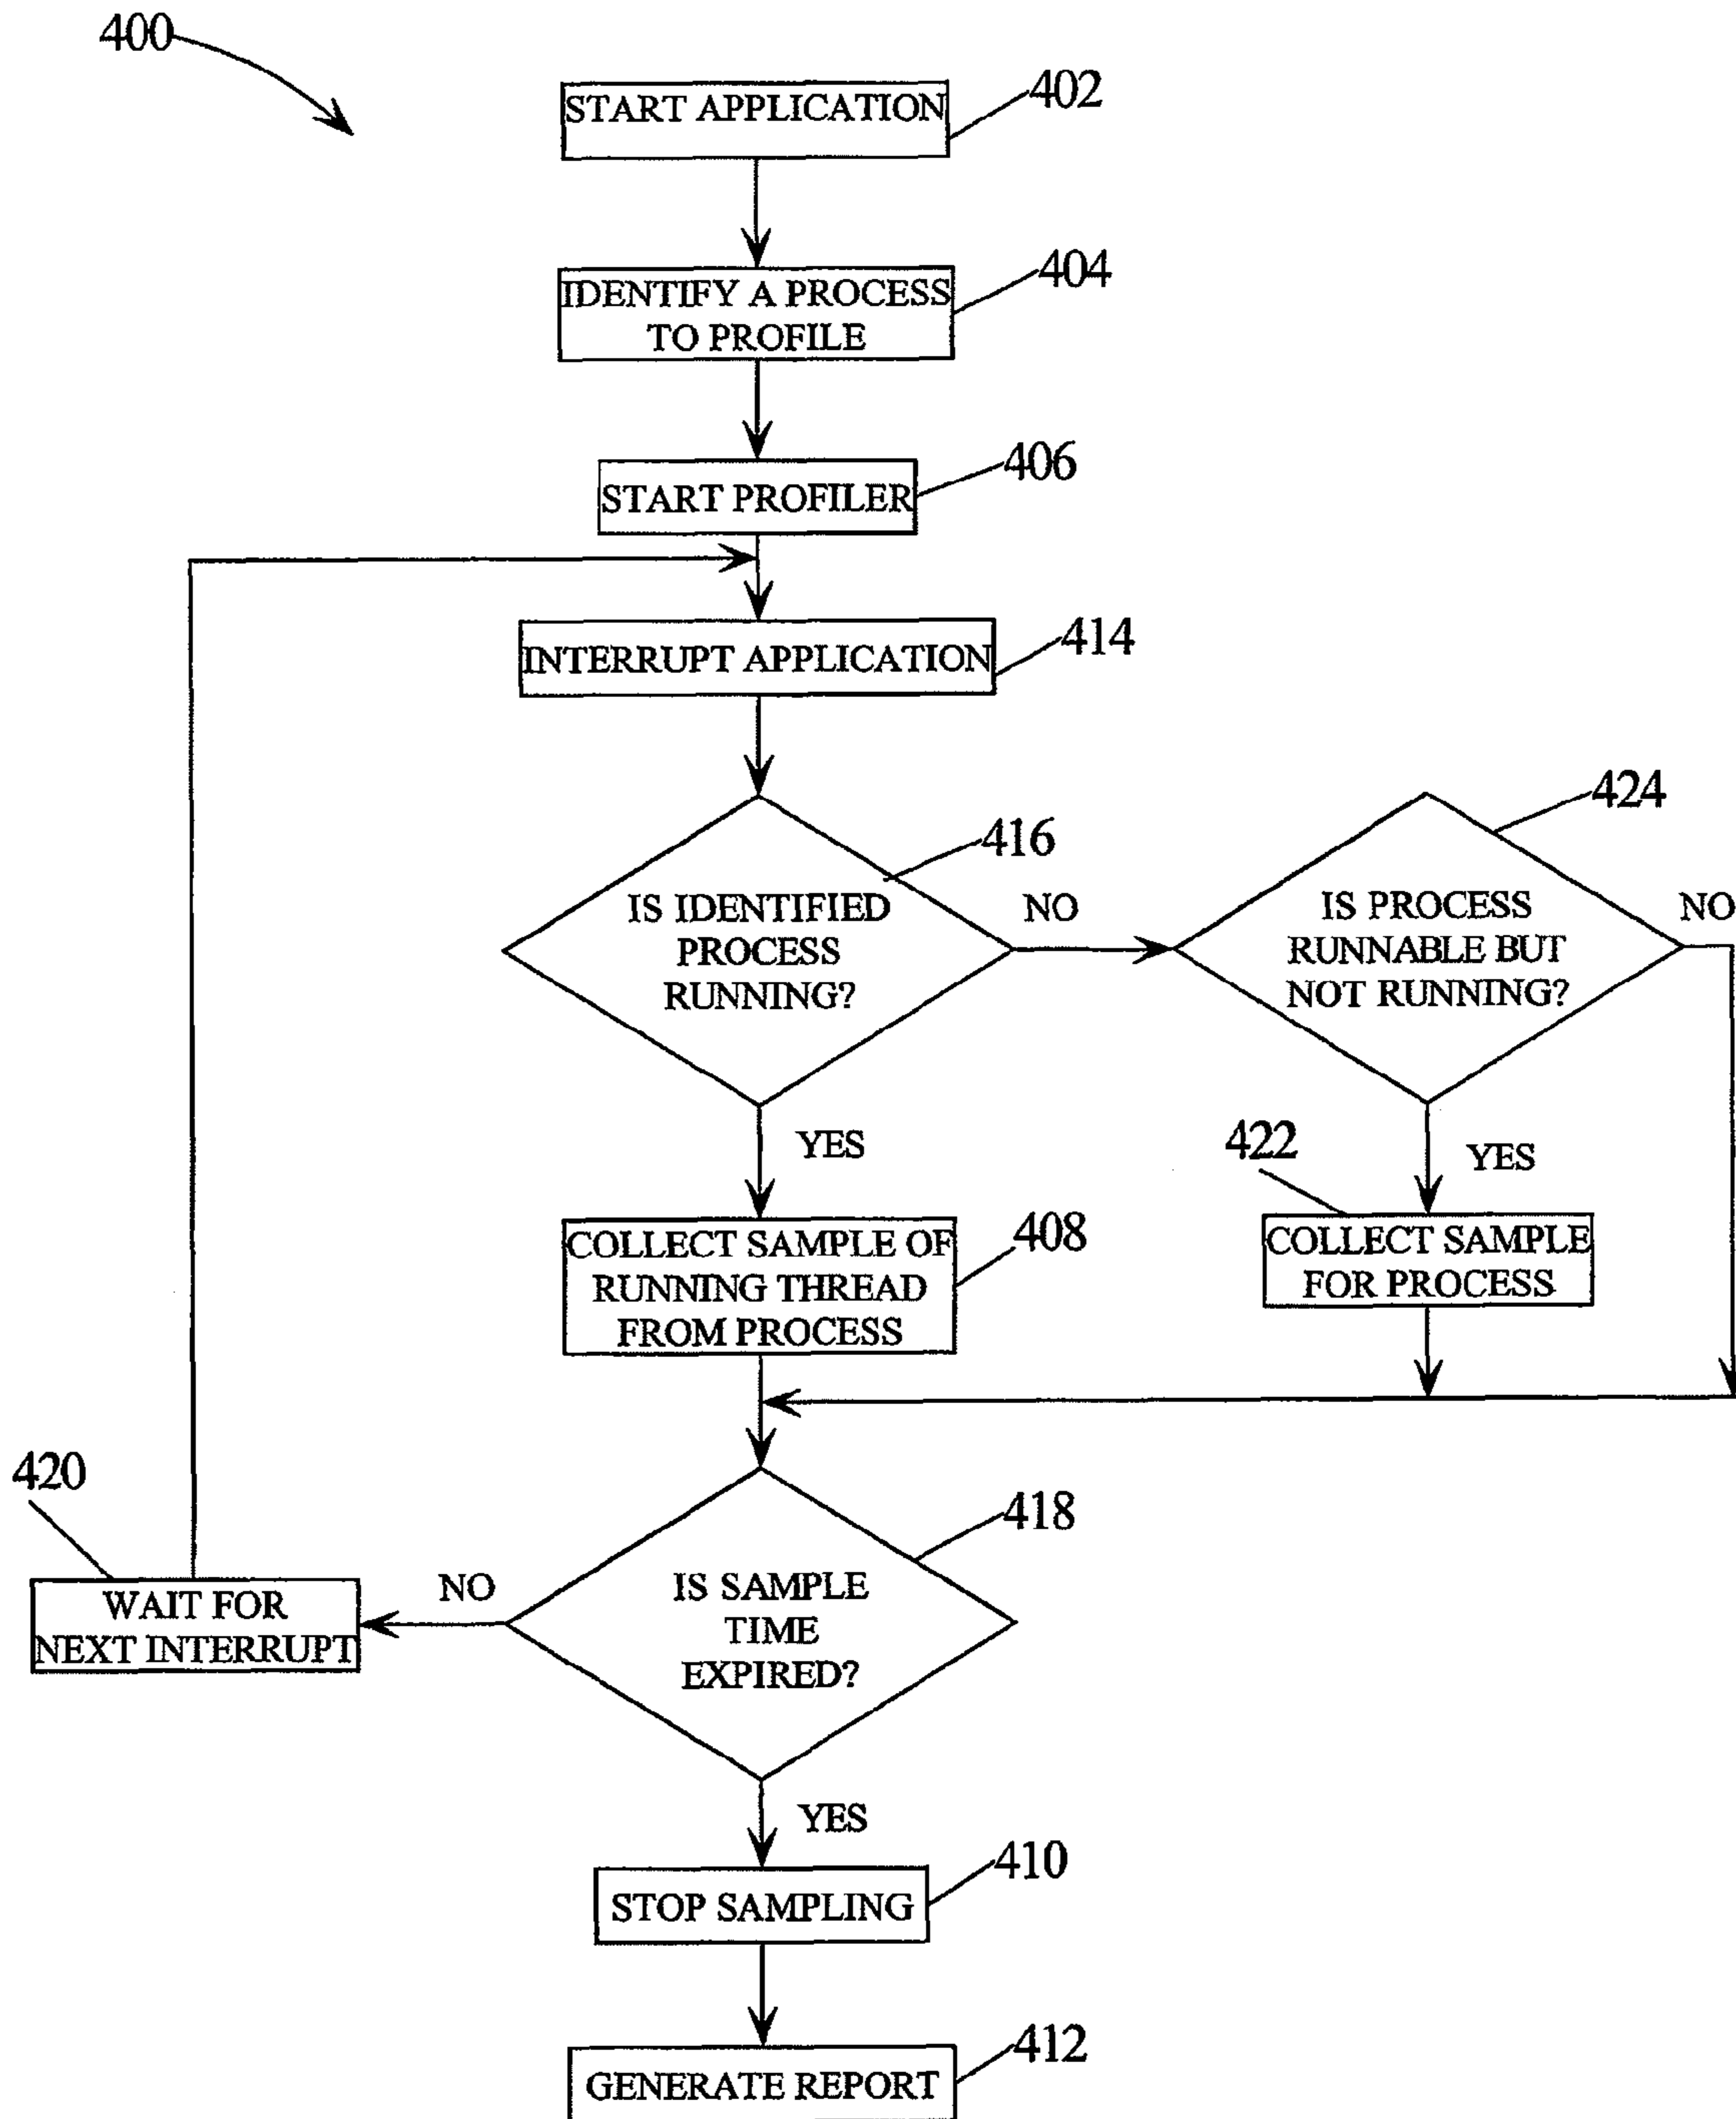 400
START APPLICATION
402
IDENTIFY A PROCESS
TO PROFILE
404
START PROFILER
406
INTERRUPT APPLICATION
414
IS IDENTIFIED
PROCESS
RUNNING?
416
NO
IS PROCESS
RUNNABLE BUT
NOT RUNNING?
424
NO
YES
YES
COLLECT SAMPLE OF
RUNNING THREAD
FROM PROCESS
408
422
COLLECT SAMPLE
FOR PROCESS
IS SAMPLE
TIME
EXPIRED?
418
NO
420
WAIT FOR
NEXT INTERRUPT
YES
STOP SAMPLING
410
GENERATE REPORT
412